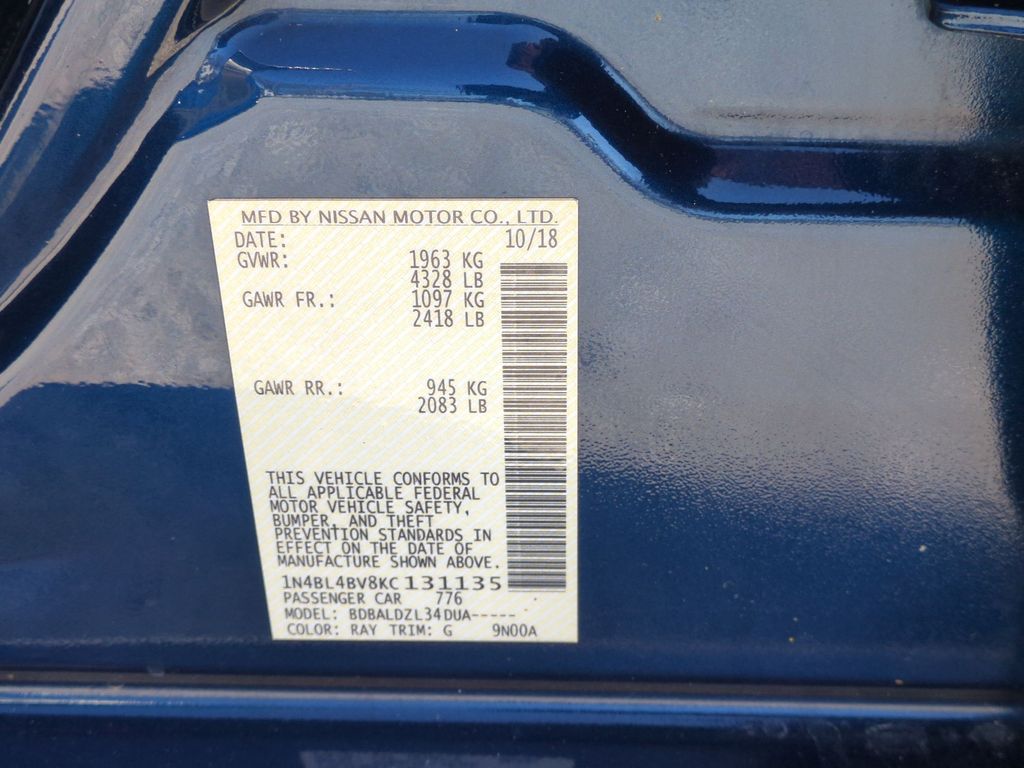 MFD BY NISSAN MOTOR CO., LTD.
DATE: 10/18
GVWR: 1963 KG
4328 LB
GAWR FR.: 1097 KG
2418 LB
GAWR RR.: 945 KG
2083 LB
THIS VEHICLE CONFORMS TO
ALL APPLICABLE FEDERAL
MOTOR VEHICLE SAFETY,
BUMPER, AND THEFT
PREVENTION STANDARDS IN
EFFECT ON THE DATE OF
MANUFACTURE SHOWN ABOVE.
1N4BL4BV8KC131135
PASSENGER CAR 776
MODEL: BDBALDZL34DUA-----
COLOR: RAY TRIM: G 9N00A